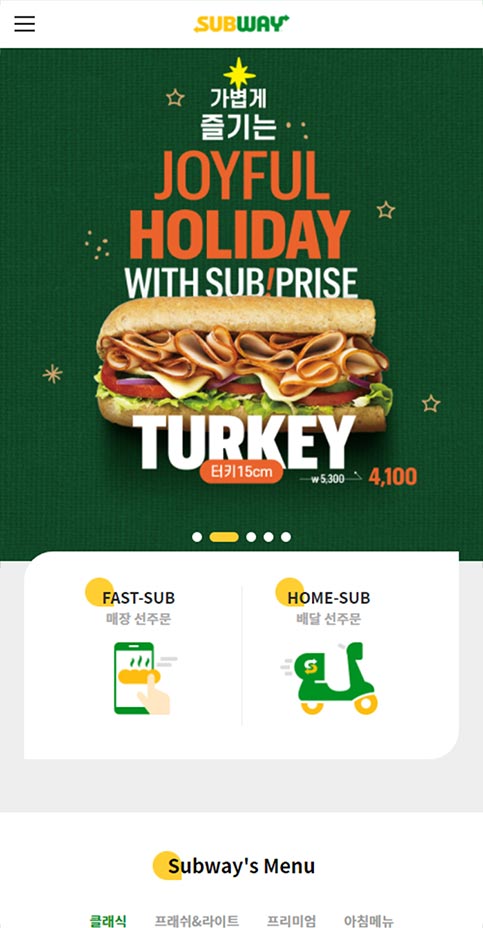 SUBWAY
가볍게
즐기는
JOYFUL
HOLIDAY
WITH SUB!PRISE
TURKEY
터키15cm
₩5,300 4,100
FAST-SUB
매장 선주문
HOME-SUB
배달 선주문
Subway's Menu
클래식 프래쉬&라이트 프리미엄 아침메뉴